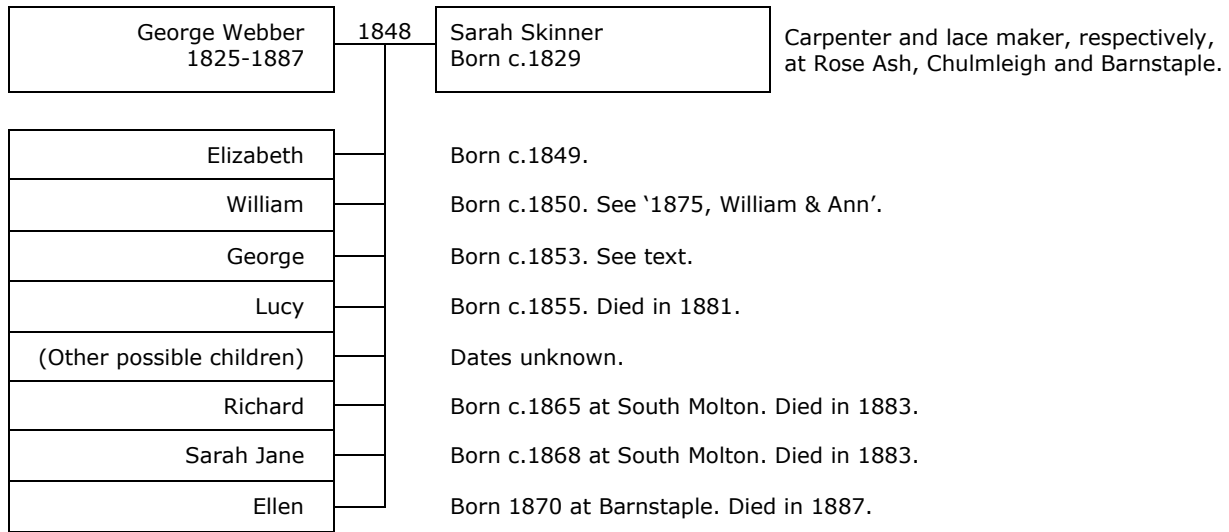 George Webber
1825-1887
1848
Sarah Skinner
Born c.1829
Carpenter and lace maker, respectively,
at Rose Ash, Chulmleigh and Barnstaple.
Elizabeth
Born c.1849.
William
Born c.1850. See ‘1875, William & Ann’.
George
Born c.1853. See text.
Lucy
Born c.1855. Died in 1881.
(Other possible children)
Dates unknown.
Richard
Born c.1865 at South Molton. Died in 1883.
Sarah Jane
Born c.1868 at South Molton. Died in 1883.
Ellen
Born 1870 at Barnstaple. Died in 1887.